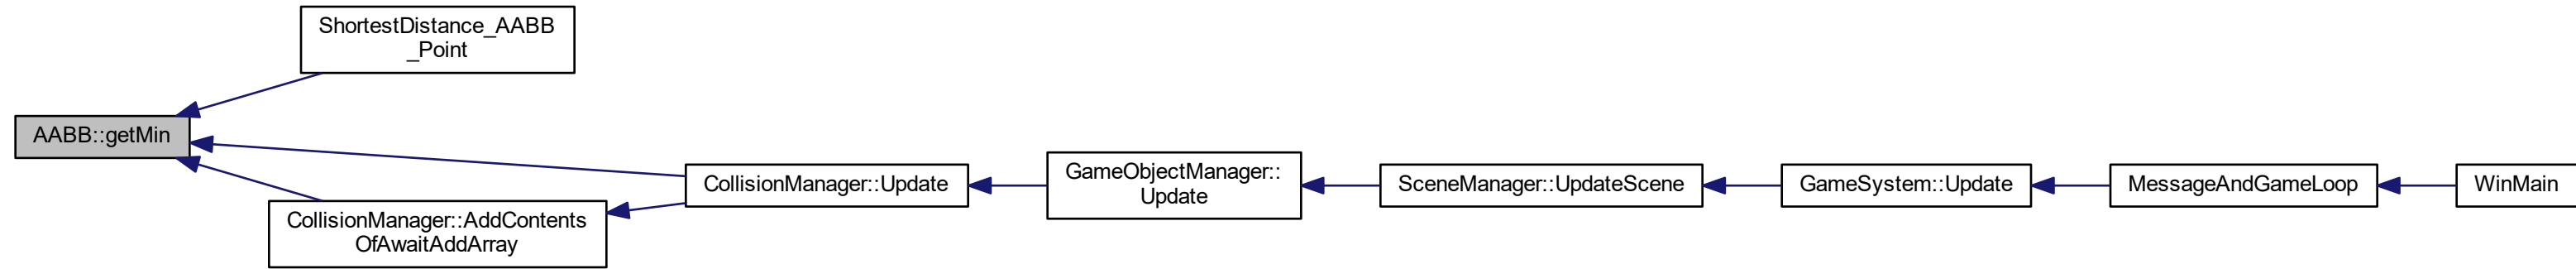 ShortestDistance_AABB
_Point
AABB::getMin
CollisionManager::AddContents
OfAwaitAddArray
CollisionManager::Update
GameObjectManager::
Update
SceneManager::UpdateScene
GameSystem::Update
MessageAndGameLoop
WinMain